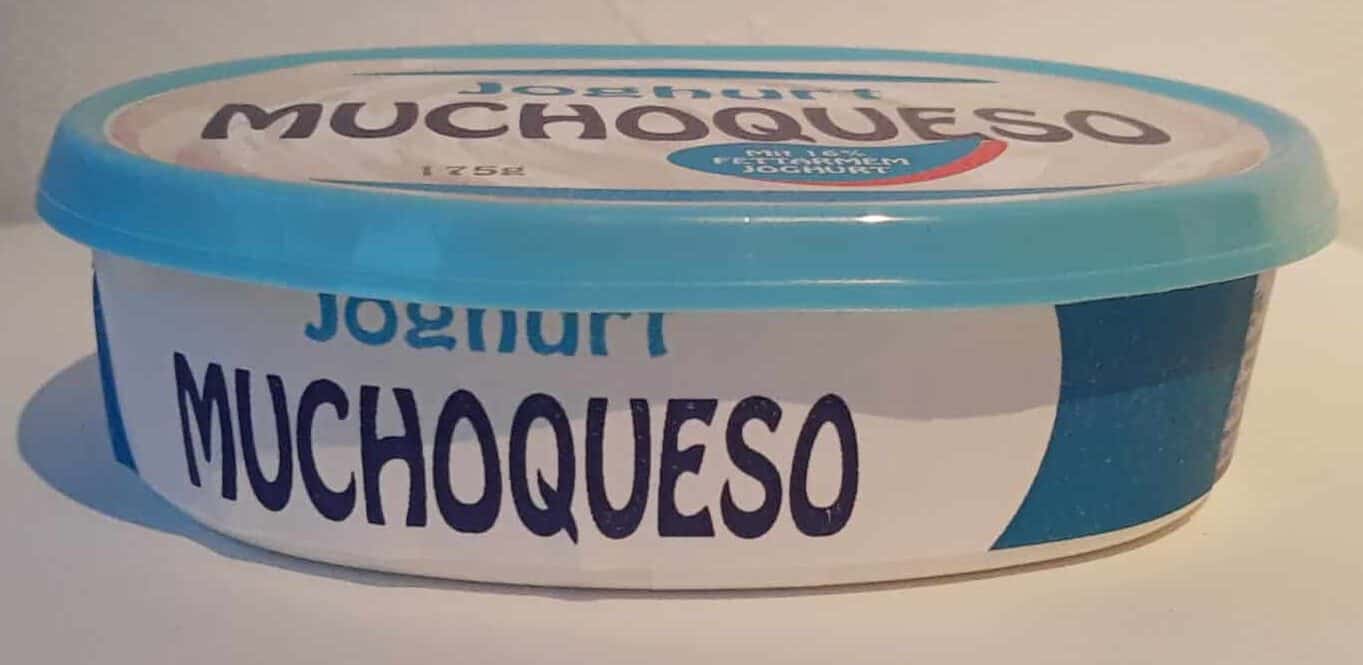 Joghurt
MUCHOQUESO
175g
Mit 16%
FETTARMEM
JOGHURT
Joghurt
MUCHOQUESO